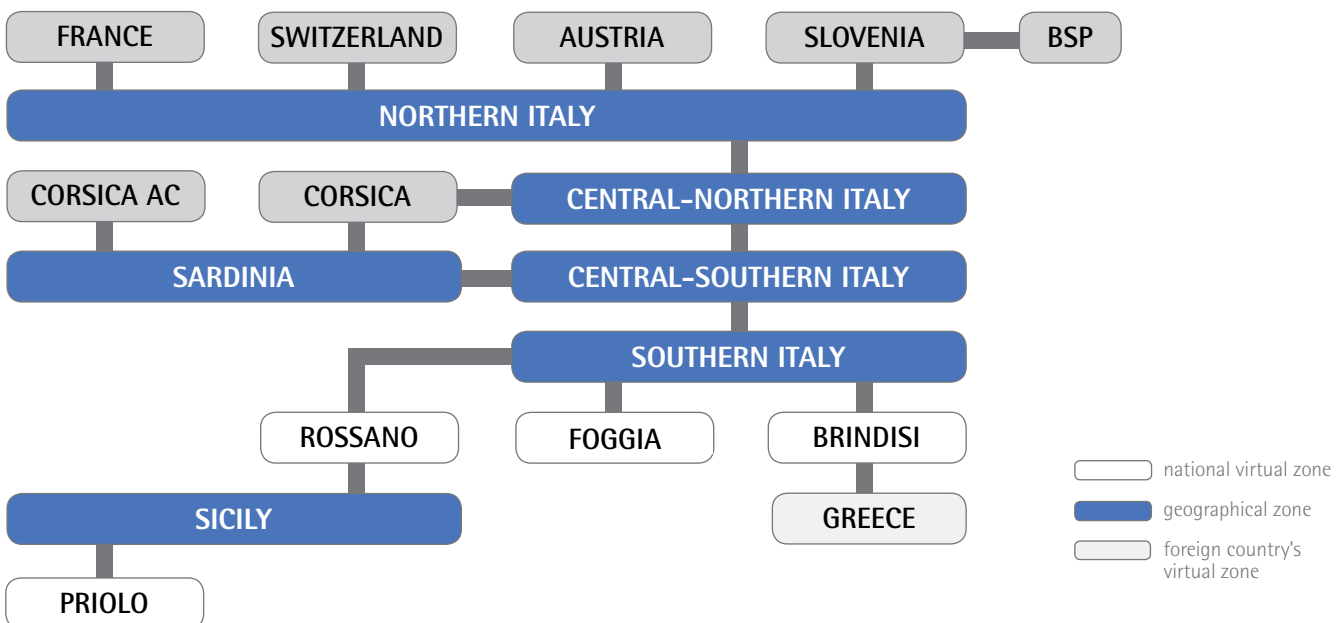 FRANCE
SWITZERLAND
AUSTRIA
SLOVENIA
BSP
NORTHERN ITALY
CORSICA AC
CORSICA
CENTRAL-NORTHERN ITALY
SARDINIA
CENTRAL-SOUTHERN ITALY
SOUTHERN ITALY
ROSSANO
FOGGIA
BRINDISI
SICILY
GREECE
PRIOLO
national virtual zone
geographical zone
foreign country's
virtual zone